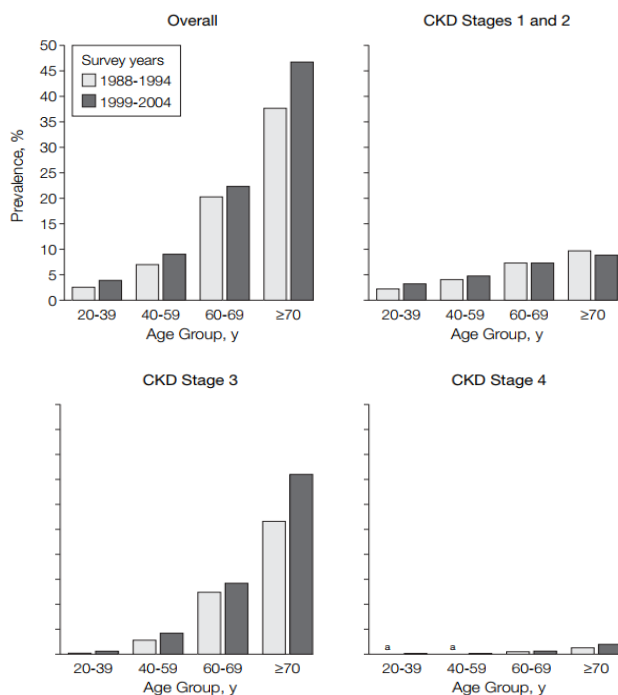 Overall
CKD Stages 1 and 2
50
45
40
35
30
25
20
15
10
5
0
Prevalence, %
Survey years
1988-1994
1999-2004
20-39 40-59 60-69 ≥70
Age Group, y
20-39 40-59 60-69 ≥70
Age Group, y
CKD Stage 3
CKD Stage 4
20-39 40-59 60-69 ≥70
Age Group, y
a a
20-39 40-59 60-69 ≥70
Age Group, y